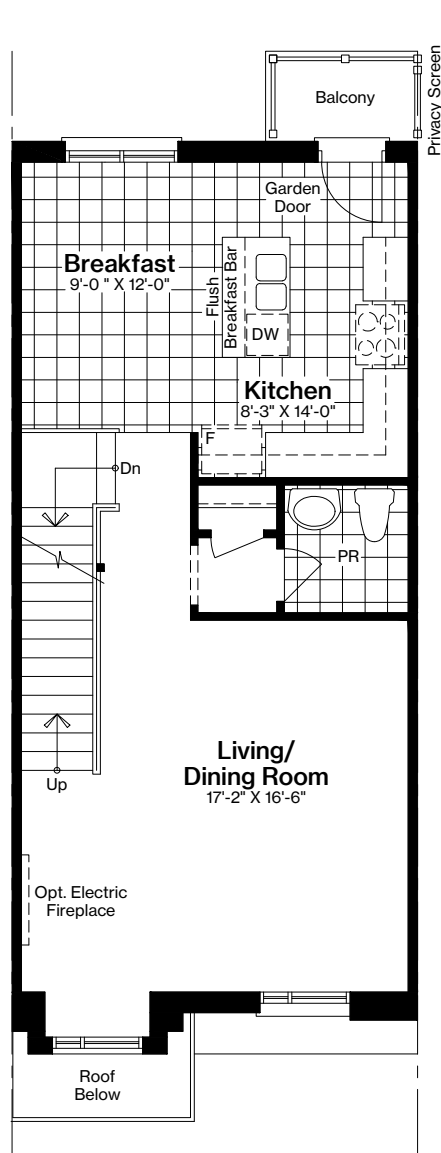 Privacy Screen
Balcony
Garden
Door
Breakfast
9'-0 " X 12'-0"
Flush
Breakfast Bar
DW
Kitchen
8'-3" X 14'-0"
F
Dn
PR
Living/
Dining Room
17'-2" X 16'-6"
Up
Opt. Electric
Fireplace
Roof
Below